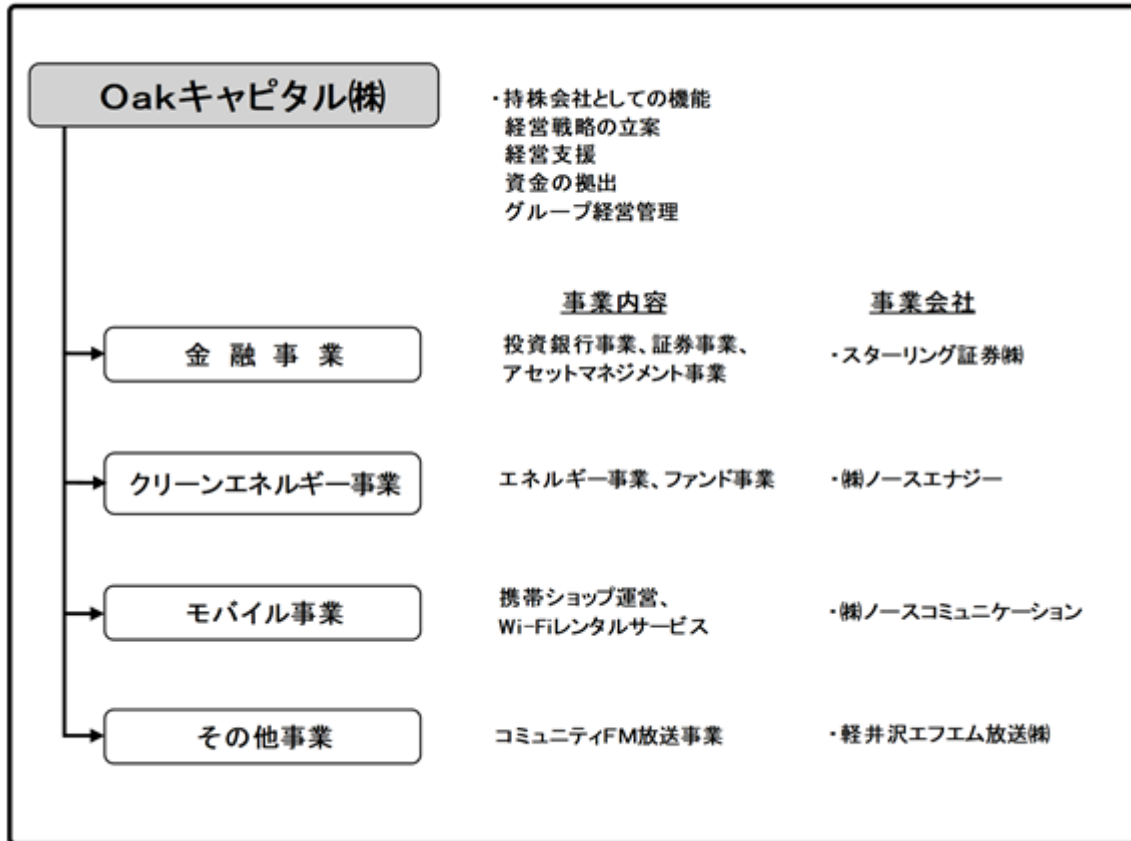 Oakキャピタル㈱
・持株会社としての機能
経営戦略の立案
経営支援
資金の拠出
グループ経営管理
事業内容
事業会社
金融事業
投資銀行事業、証券事業、
アセットマネジメント事業
・スターリング証券㈱
クリーンエネルギー事業
エネルギー事業、ファンド事業
・㈱ノースエナジー
モバイル事業
携帯ショップ運営、
Wi-Fiレンタルサービス
・㈱ノースコミュニケーション
その他事業
コミュニティFM放送事業
・軽井沢エフエム放送㈱